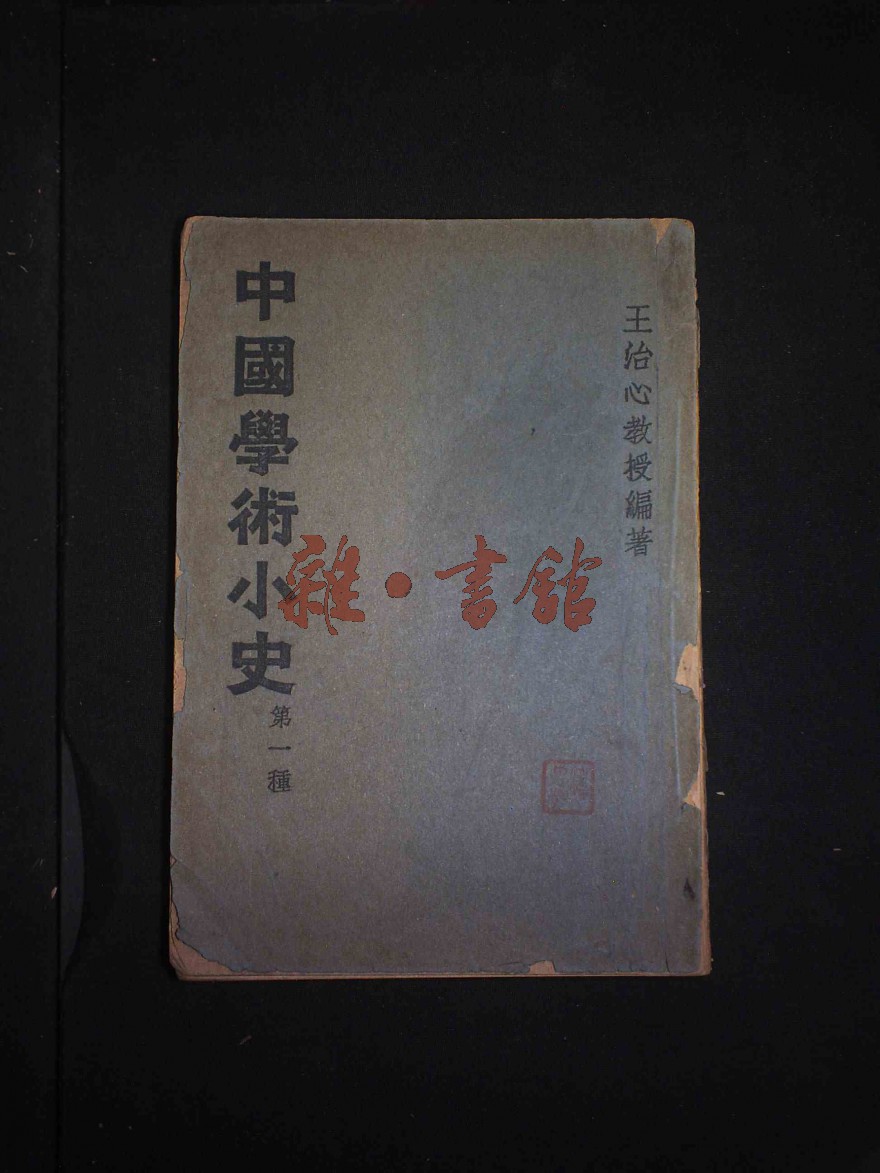 王治心教授編著
中國學術小史
第一種
雜·書館